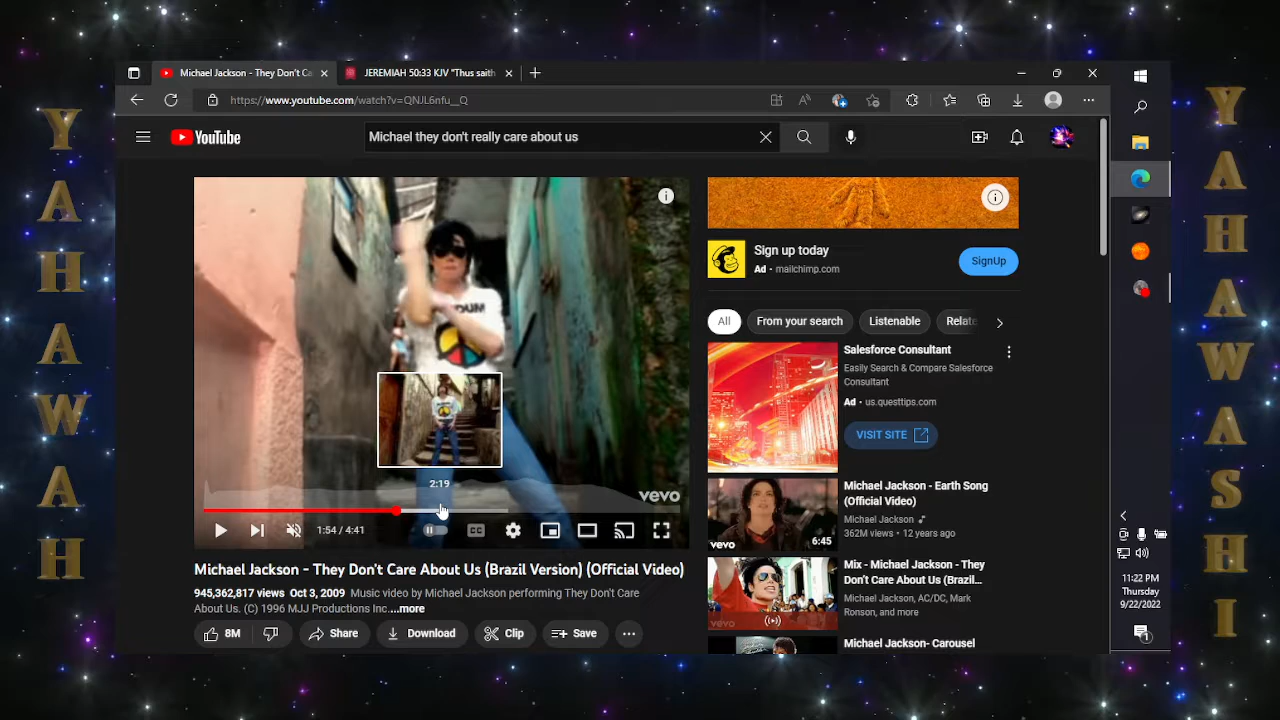 YAHAWAH
YAHAWASHI
Michael Jackson - They Don't Ca
JEREMIAH 50:33 KJV "Thus saith
https://www.youtube.com/watch?v=QNJL6nfu__Q
YouTube
Michael they don't really care about us
DUM
2:19
vevo
1:54 / 4:41
CC
Michael Jackson - They Don't Care About Us (Brazil Version) (Official Video)
945,362,817 views Oct 3, 2009 Music video by Michael Jackson performing They Don't Care
About Us. (C) 1996 MJJ Productions Inc. ...more
8M
Share
Download
Clip
Save
Sign up today
Ad • mailchimp.com
SignUp
All
From your search
Listenable
Relate
Salesforce Consultant
Easily Search & Compare Salesforce
Consultant
Ad • us.questtips.com
VISIT SITE
vevo
6:45
Michael Jackson - Earth Song
(Official Video)
Michael Jackson
362M views • 12 years ago
vevo
Mix - Michael Jackson - They
Don't Care About Us (Brazil...
Michael Jackson, AC/DC, Mark
Ronson, and more
Michael Jackson- Carousel
11:22 PM
Thursday
9/22/2022
1